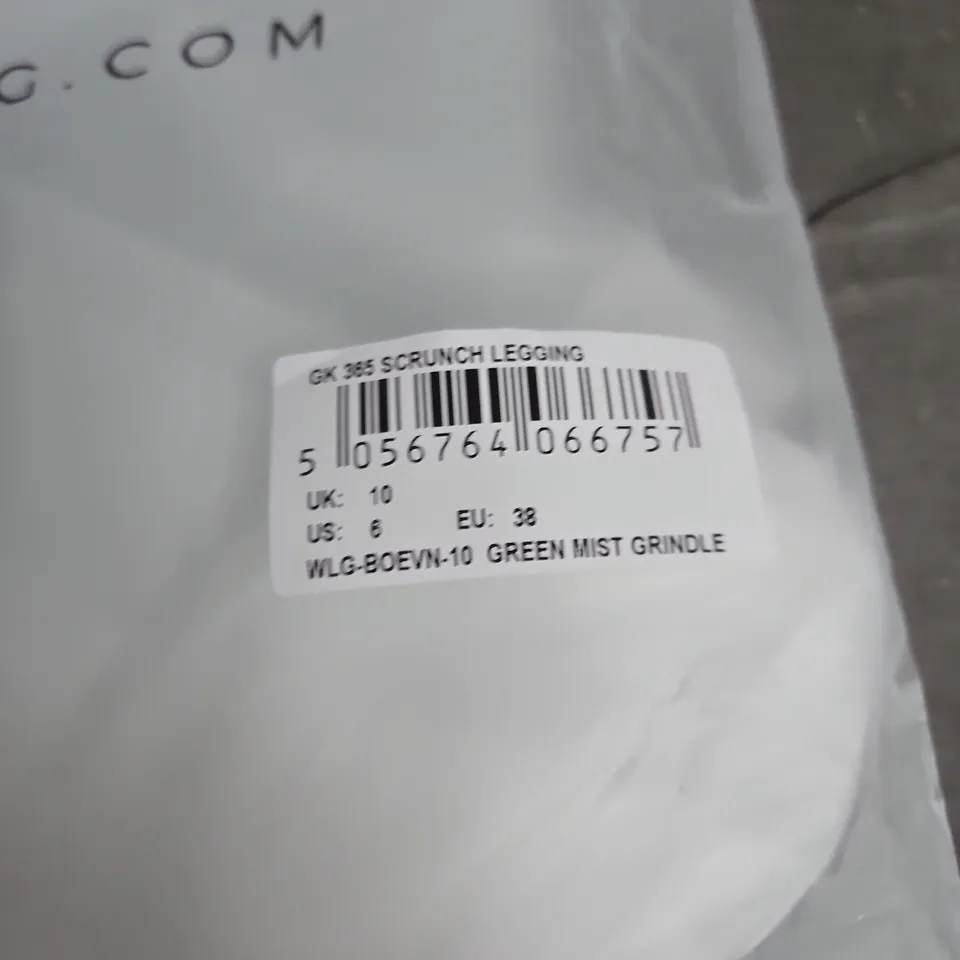 G.COM
GK 365 SCRUNCH LEGGING
5 056764 066757
UK: 10
US: 6 EU: 38
WLG-BOEVN-10 GREEN MIST GRINDLE